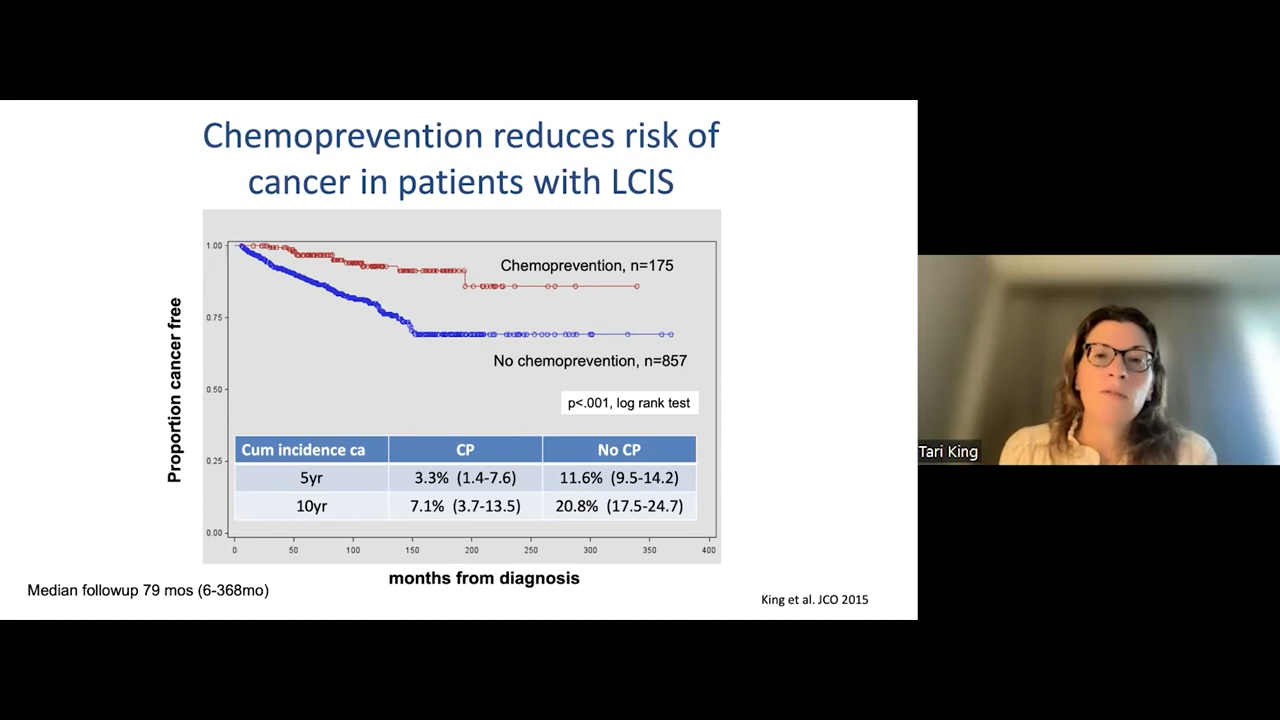 Chemoprevention reduces risk of
cancer in patients with LCIS
Proportion cancer free
1.00
0.75
0.50
0.25
0.00
Chemoprevention, n=175
No chemoprevention, n=857
p<.001, log rank test
Cum incidence ca CP No CP
5yr 3.3% (1.4-7.6) 11.6% (9.5-14.2)
10yr 7.1% (3.7-13.5) 20.8% (17.5-24.7)
0 50 100 150 200 250 300 350 400
months from diagnosis
Median followup 79 mos (6-368mo)
King et al. JCO 2015
Tari King